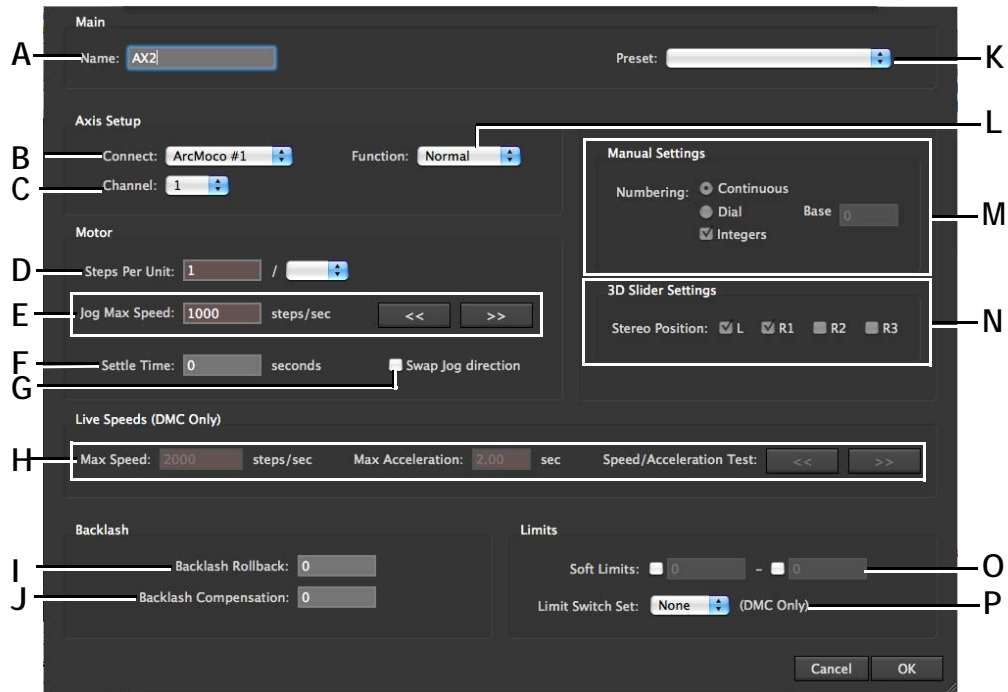 Main
A Name: AX2 Preset: K
Axis Setup L
B Connect: ArcMoco #1 Function: Normal Manual Settings
C Channel: 1 Numbering: Continuous
Dial Base 0 M
Integers
Motor
D Steps Per Unit: 1 /
3D Slider Settings
E Jog Max Speed: 1000 steps/sec << >> Stereo Position: L R1 R2 R3 N
F Settle Time: 0 seconds Swap Jog direction
G
Live Speeds (DMC Only)
H Max Speed: 2000 steps/sec Max Acceleration: 2.00 sec Speed/Acceleration Test: << >>
Backlash Limits
I Backlash Rollback: 0 Soft Limits: 0 - 0 O
J Backlash Compensation: 0 Limit Switch Set: None (DMC Only) P
Cancel OK